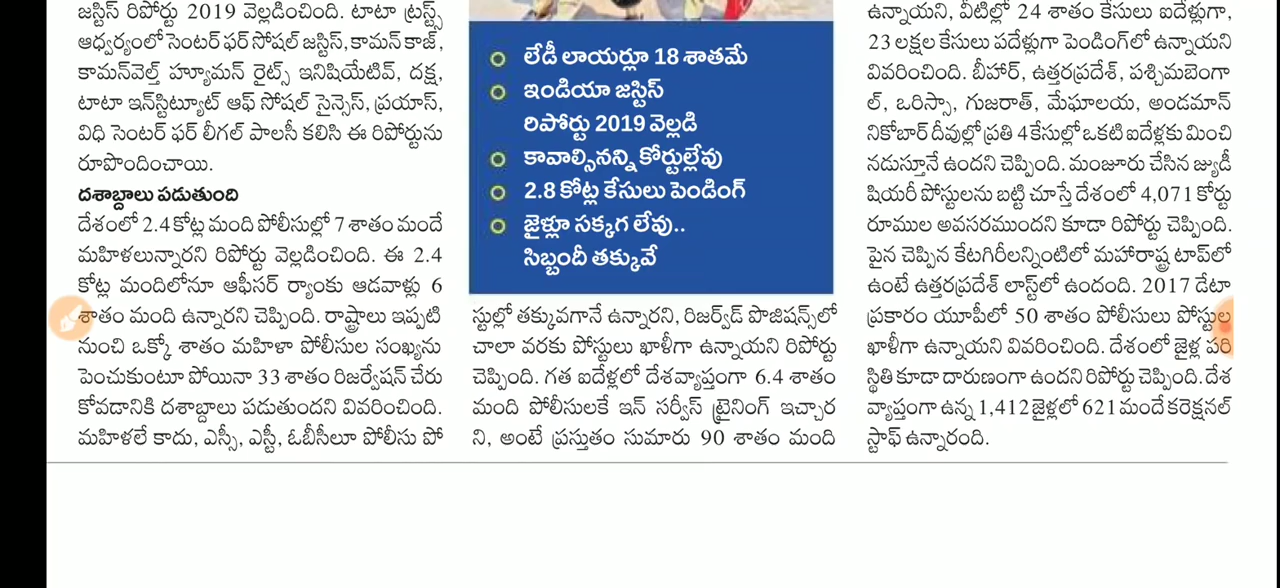 జస్టిస్ రిపోర్టు 2019 వెల్లడించింది. టాటా ట్రస్ట్స్
ఆధ్వర్యంలో సెంటర్ ఫర్ సోషల్ జస్టిస్, కామన్ కాజ్,
కామన్‌వెల్త్ హ్యూమన్ రైట్స్ ఇనిషియేటివ్, దక్ష,
టాటా ఇన్‌స్టిట్యూట్ ఆఫ్ సోషల్ సైన్సెస్, ప్రయాస్,
విధి సెంటర్ ఫర్ లీగల్ పాలసీ కలిసి ఈ రిపోర్టును
రూపొందించాయి.
దశాబ్దాలు పడుతుంది
దేశంలో 2.4 కోట్ల మంది పోలీసుల్లో 7 శాతం మందే
మహిళలున్నారని రిపోర్టు వెల్లడించింది. ఈ 2.4
కోట్ల మందిలోనూ ఆఫీసర్ ర్యాంకు ఆడవాళ్లు 6
శాతం మంది ఉన్నారని చెప్పింది. రాష్ట్రాలు ఇప్పటి
నుంచి ఒక్కో శాతం మహిళా పోలీసుల సంఖ్యను
పెంచుకుంటూ పోయినా 33 శాతం రిజర్వేషన్ చేరు
కోవడానికి దశాబ్దాలు పడుతుందని వివరించింది.
మహిళలే కాదు, ఎస్సీ, ఎస్టీ, ఓబీసీలూ పోలీసు పో
లేడీ లాయర్లూ 18 శాతమే
ఇండియా జస్టిస్
రిపోర్టు 2019 వెల్లడి
కావాల్సినన్ని కోర్టుల్లేవు
2.8 కోట్ల కేసులు పెండింగ్
జైళ్లూ సక్కగ లేవు..
సిబ్బందీ తక్కువే
స్టుల్లో తక్కువగానే ఉన్నారని, రిజర్వ్‌డ్ పొజిషన్స్‌లో
చాలా వరకు పోస్టులు ఖాళీగా ఉన్నాయని రిపోర్టు
చెప్పింది. గత ఐదేళ్లలో దేశవ్యాప్తంగా 6.4 శాతం
మంది పోలీసులకే ఇన్ సర్వీస్ ట్రైనింగ్ ఇచ్చార
ని, అంటే ప్రస్తుతం సుమారు 90 శాతం మంది
ఉన్నాయని, వీటిల్లో 24 శాతం కేసులు ఐదేళ్లుగా,
23 లక్షల కేసులు పదేళ్లుగా పెండింగ్‌లో ఉన్నాయని
వివరించింది. బీహార్, ఉత్తరప్రదేశ్, పశ్చిమబెంగా
ల్, ఒరిస్సా, గుజరాత్, మేఘాలయ, అండమాన్
నికోబార్ దీవుల్లో ప్రతి 4 కేసుల్లో ఒకటి ఐదేళ్లకు మించి
నడుస్తూనే ఉందని చెప్పింది. మంజూరు చేసిన జ్యుడీ
షియరీ పోస్టులను బట్టి చూస్తే దేశంలో 4,071 కోర్టు
రూముల అవసరముందని కూడా రిపోర్టు చెప్పింది.
పైన చెప్పిన కేటగిరీలన్నింటిలో మహారాష్ట్ర టాప్‌లో
ఉంటే ఉత్తరప్రదేశ్ లాస్ట్‌లో ఉందంది. 2017 డేటా
ప్రకారం యూపీలో 50 శాతం పోలీసులు పోస్టుల
ఖాళీగా ఉన్నాయని వివరించింది. దేశంలో జైళ్ల పరి
స్థితి కూడా దారుణంగా ఉందని రిపోర్టు చెప్పింది. దేశ
వ్యాప్తంగా ఉన్న 1,412 జైళ్లలో 621 మందే కరెక్షనల్
స్టాఫ్ ఉన్నారంది.